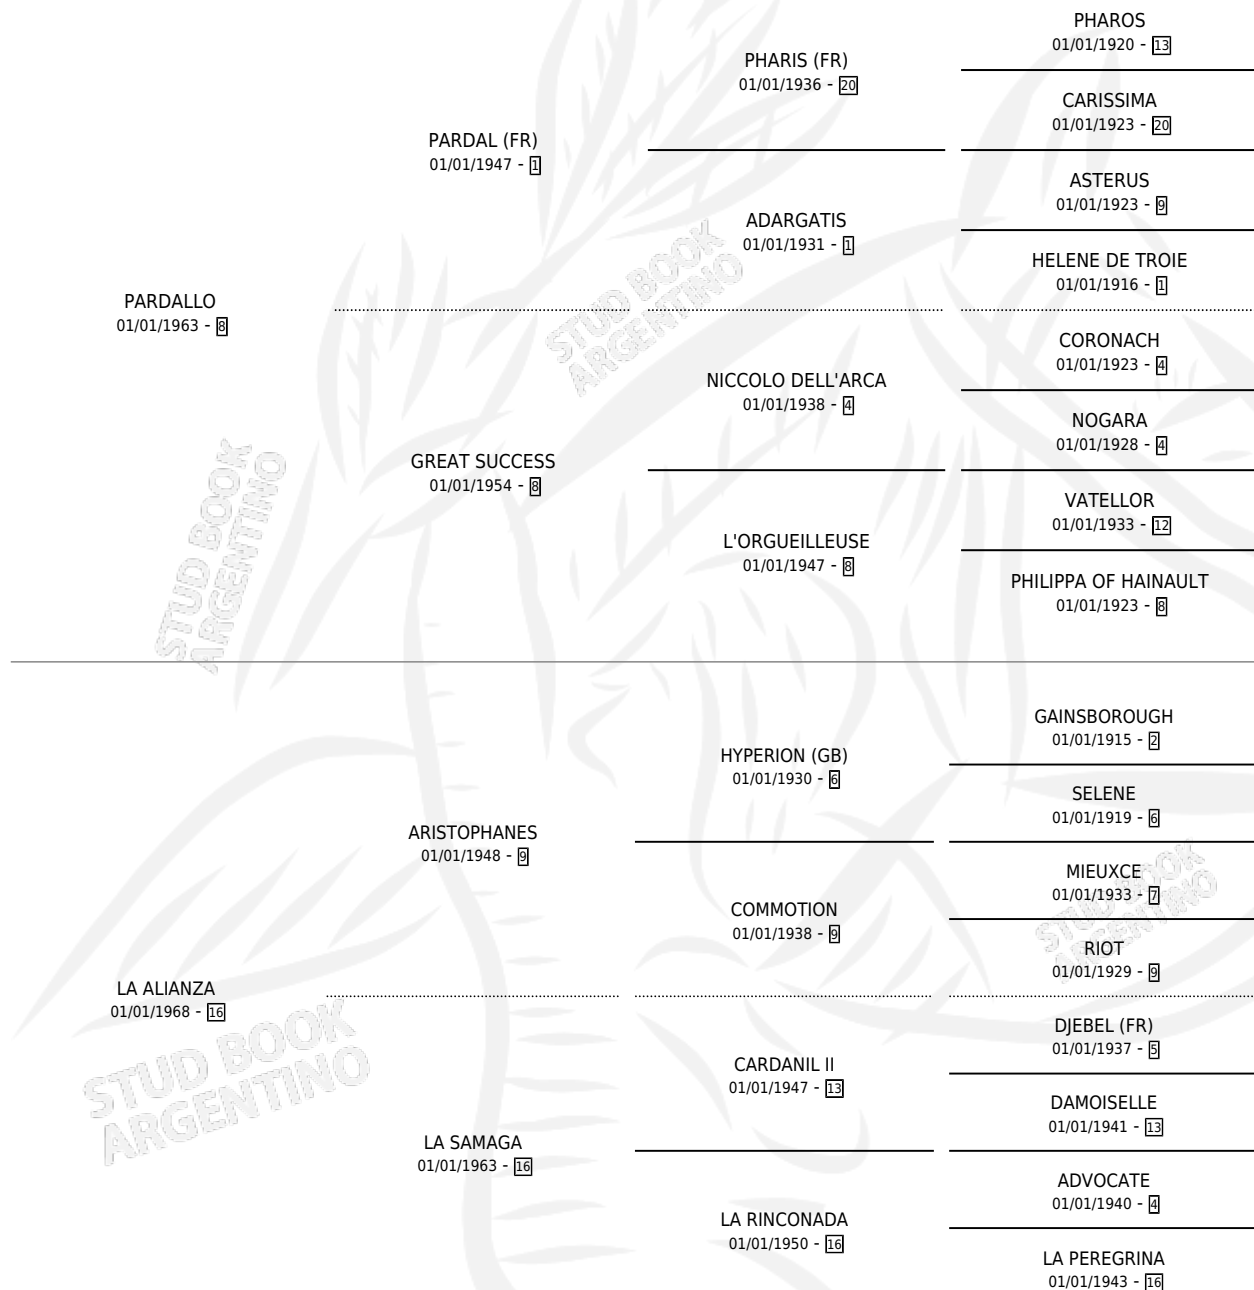 PHAROS
01/01/1920 - 13
PHARIS (FR)
01/01/1936 - 20
CARISSIMA
01/01/1923 - 20
PARDAL (FR)
01/01/1947 - 1
ASTERUS
01/01/1923 - 9
ADARGATIS
01/01/1931 - 1
HELENE DE TROIE
01/01/1916 - 1
PARDALLO
01/01/1963 - 8
CORONACH
01/01/1923 - 4
NICCOLO DELL'ARCA
01/01/1938 - 4
NOGARA
01/01/1928 - 4
GREAT SUCCESS
01/01/1954 - 8
VATELLOR
01/01/1933 - 12
L'ORGUEILLEUSE
01/01/1947 - 8
PHILIPPA OF HAINAULT
01/01/1923 - 8
GAINSBOROUGH
01/01/1915 - 2
HYPERION (GB)
01/01/1930 - 6
SELENE
01/01/1919 - 6
ARISTOPHANES
01/01/1948 - 9
MIEUXCE
01/01/1933 - 7
COMMOTION
01/01/1938 - 9
RIOT
01/01/1929 - 9
LA ALIANZA
01/01/1968 - 16
DJEBEL (FR)
01/01/1937 - 5
CARDANIL II
01/01/1947 - 13
DAMOISELLE
01/01/1941 - 13
LA SAMAGA
01/01/1963 - 16
ADVOCATE
01/01/1940 - 4
LA RINCONADA
01/01/1950 - 16
LA PEREGRINA
01/01/1943 - 16
STUD BOOK
ARGENTINO
STUD BOOK
ARGENTINO
STUD BOOK
ARGENTINO
STUD BOOK
ARGENTINO